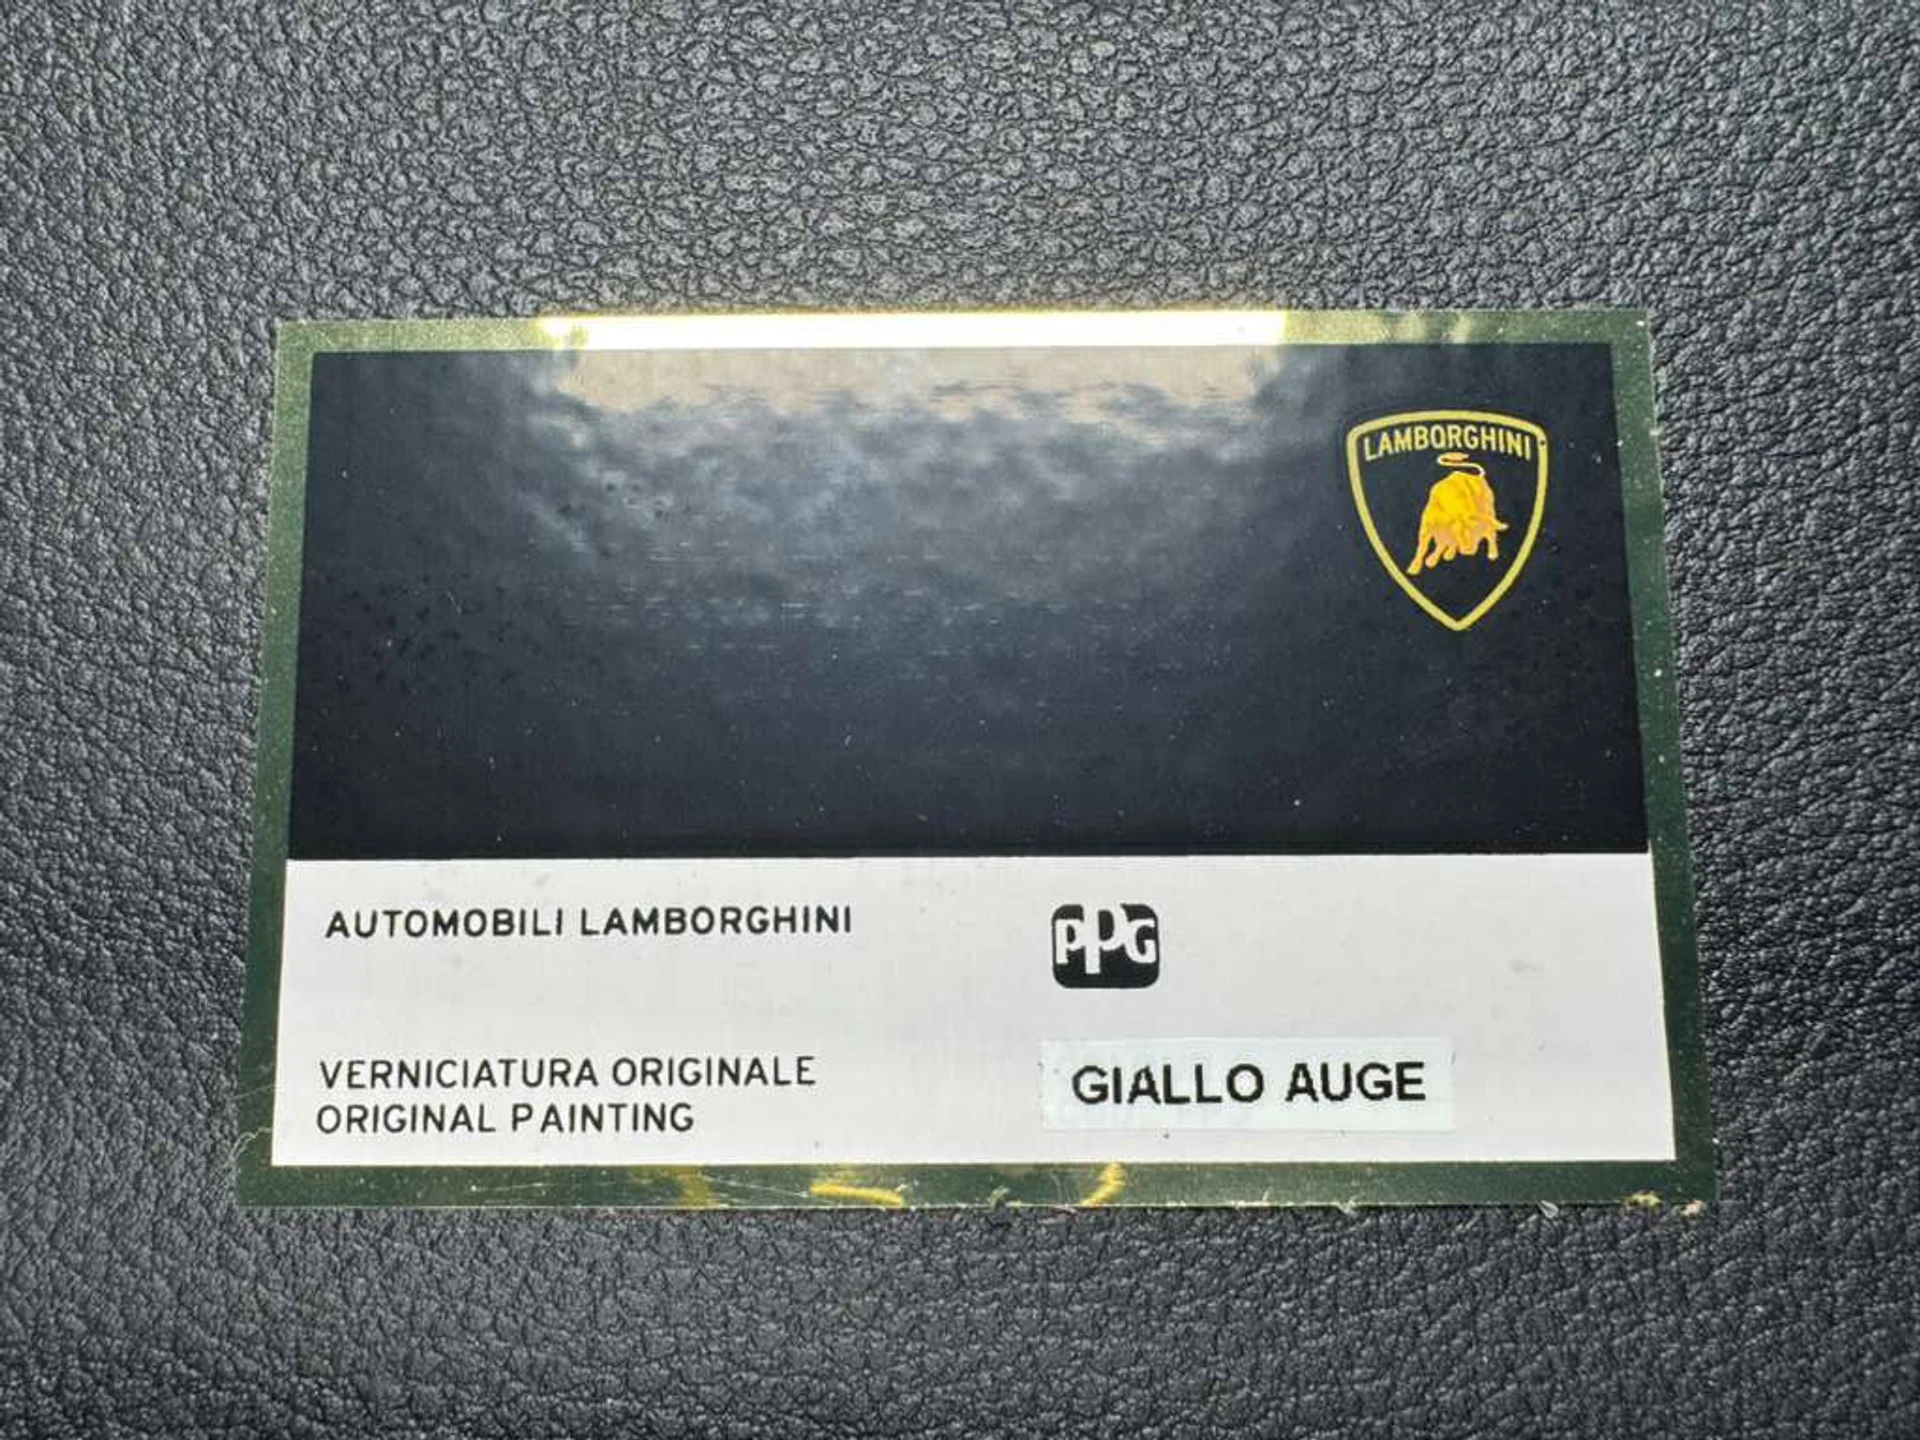 LAMBORGHINI
AUTOMOBILI LAMBORGHINI
PPG
VERNICIATURA ORIGINALE
ORIGINAL PAINTING
GIALLO AUGE